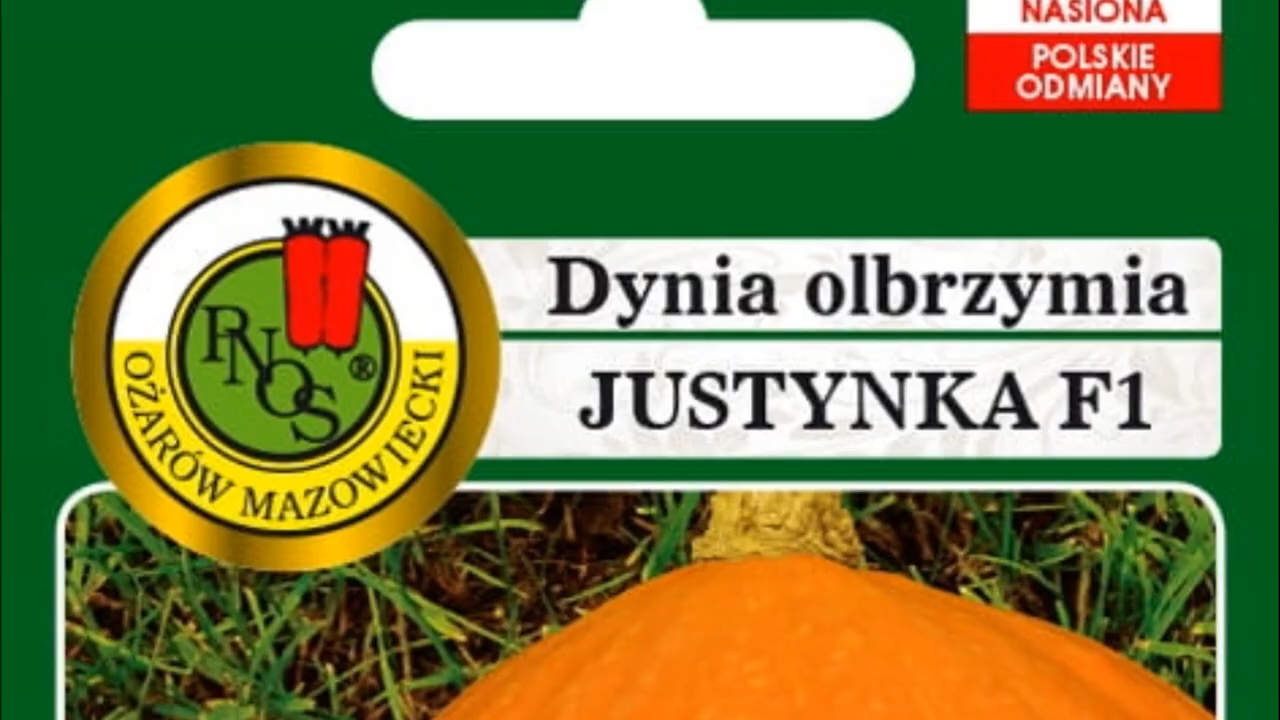 NASIONA
POLSKIE
ODMIANY
Dynia olbrzymia
JUSTYNKA F1
PNOS®
OŻARÓW MAZOWIECKI